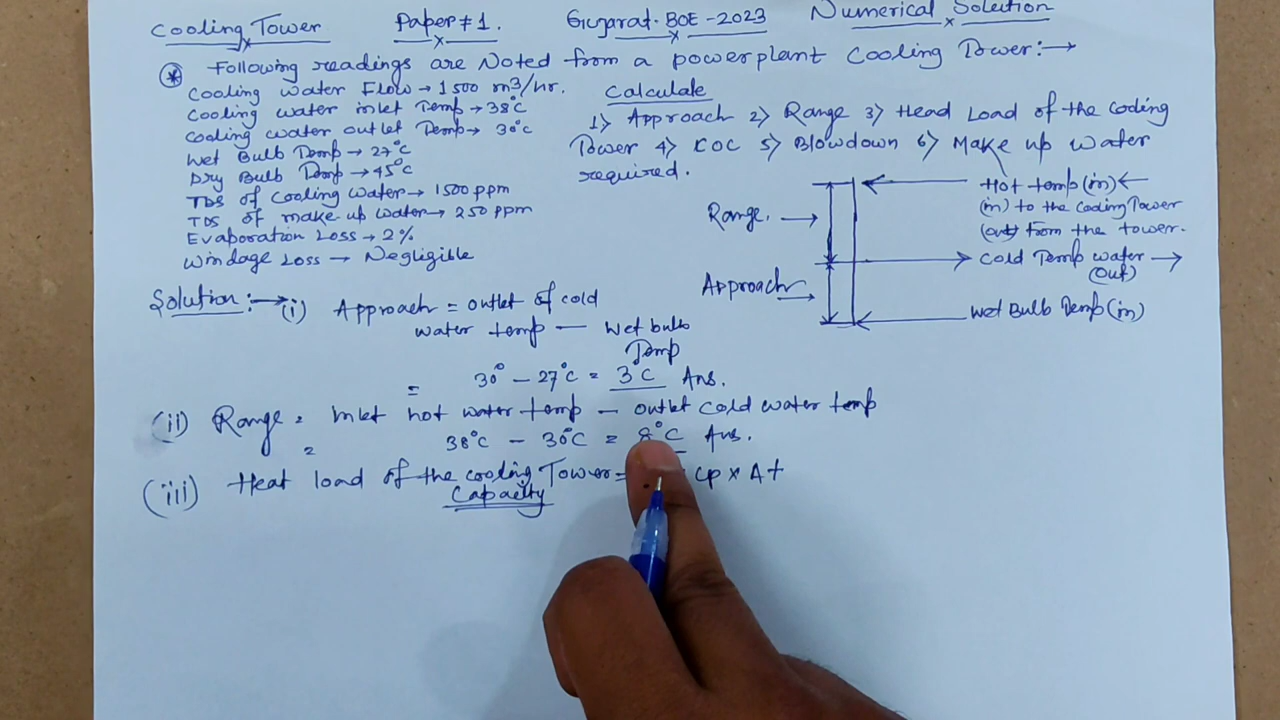 Cooling Tower Paper #1. Gujarat-BOE-2023 Numerical Solution
* Following readings are Noted from a powerplant Cooling Tower:→
Cooling water Flow → 1500 m3/hr.
Cooling water inlet Temp → 38°C
Cooling water outlet Temp → 30°C
Wet Bulb Temp → 27°C
Dry Bulb Temp → 45°C
TDS of Cooling Water → 1500 ppm
TDS of make up water → 250 ppm
Evaporation Loss → 2%
Windage Loss → Negligible
Calculate
1> Approach 2> Range 3> Head Load of the Cooling
Tower 4> COC 5> Blowdown 6> Make up water
required.
Range. →
Approach →
Hot temp (in) ←
(in) to the Cooling Tower
(out) from the tower.
Cold Temp water →
(out)
Wet Bulb Temp (in)
Solution:→ (i) Approach = outlet of cold
water temp — Wet bulb
Temp
= 30° - 27°C = 3°C Ans.
(ii) Range = Inlet hot water temp — outlet cold water temp
= 38°C - 30°C = 8°C Ans.
(iii) Heat load of the cooling Tower = Cp x Δt
Capacity